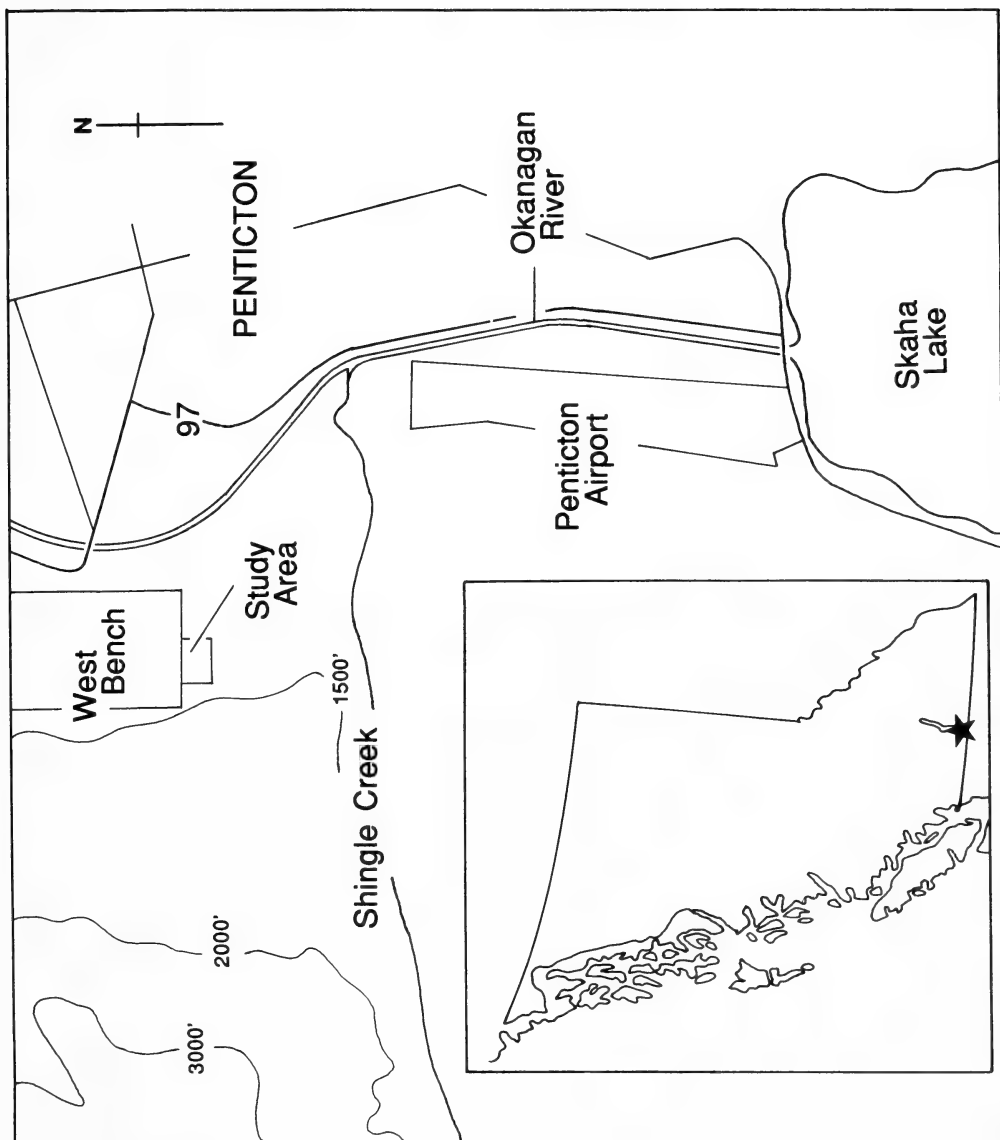 N
PENTICTON
Okanagan
River
97
Skaha
Lake
Penticton
Airport
Study
Area
West
Bench
1500'
Shingle Creek
2000'
3000'